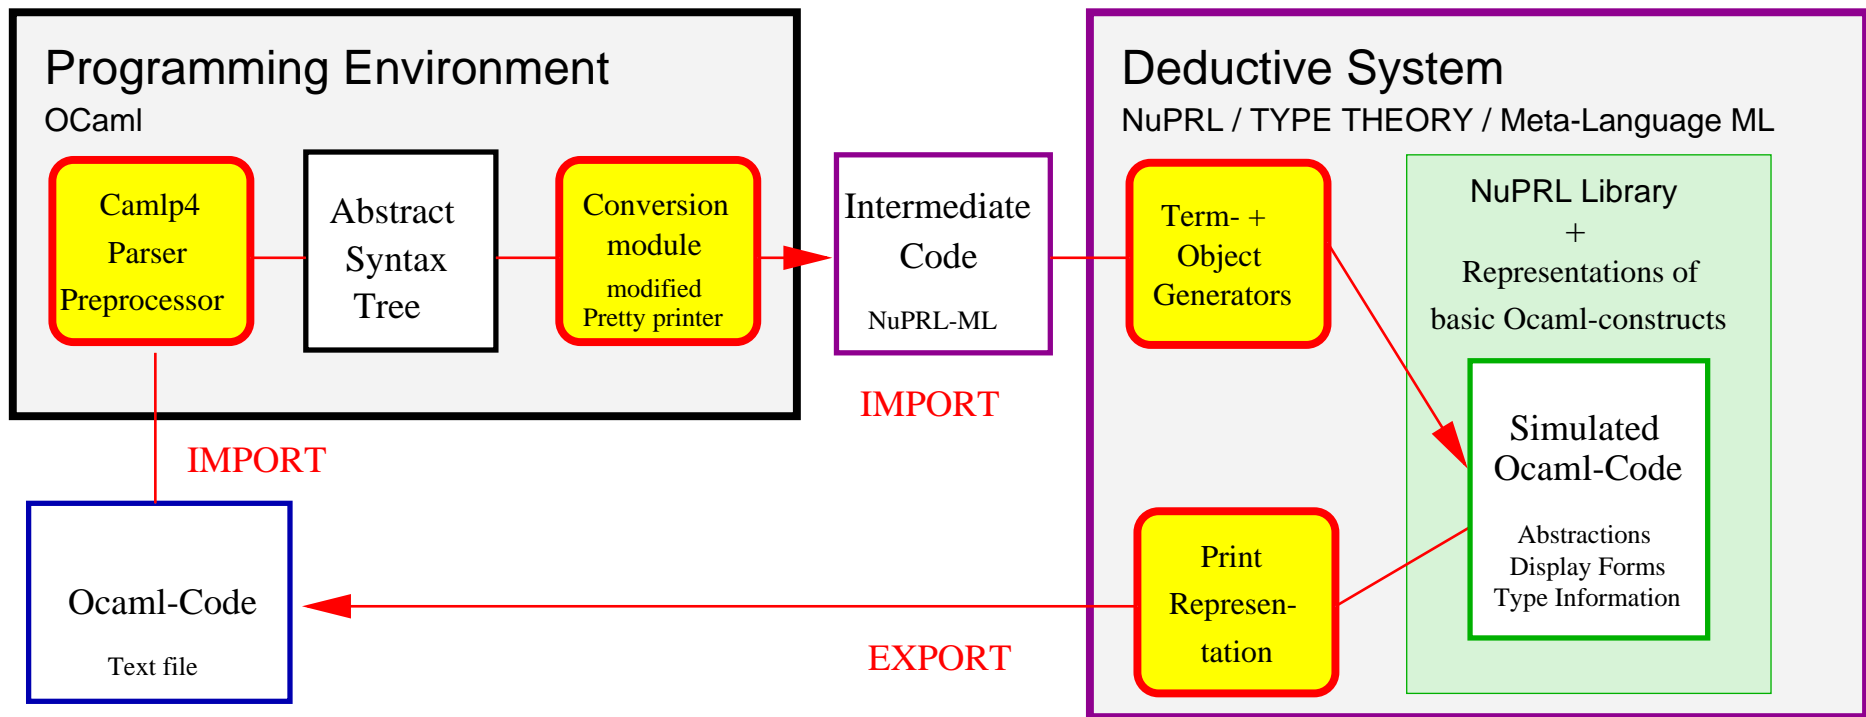 Programming Environment
OCaml
Camlp4
Parser
Preprocessor
Abstract
Syntax
Tree
Conversion
module
modified
Pretty printer
Intermediate
Code
NuPRL-ML
IMPORT
IMPORT
Ocaml-Code
Text file
Deductive System
NuPRL / TYPE THEORY / Meta-Language ML
Term- +
Object
Generators
NuPRL Library
+
Representations of
basic Ocaml-constructs
Simulated
Ocaml-Code
Abstractions
Display Forms
Type Information
Print
Represen-
tation
EXPORT